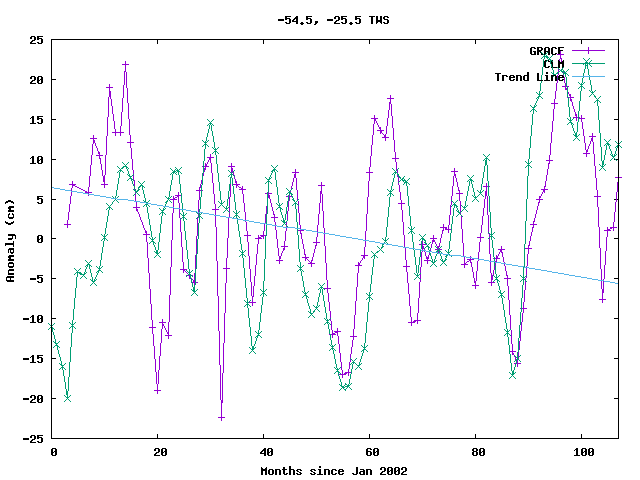 -54.5, -25.5 TWS
GRACE
CLM
Trend Line
25
20
15
10
5
0
-5
-10
-15
-20
-25
Anomaly (cm)
0 20 40 60 80 100
Months since Jan 2002